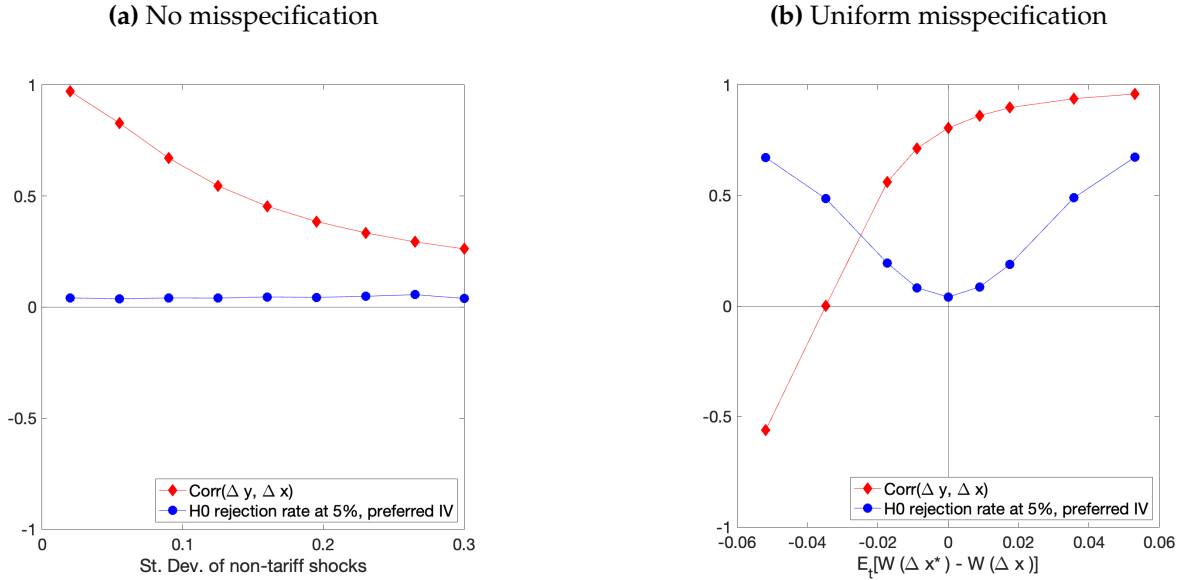 (a) No misspecification
1
0.5
0
-0.5
-1
0
0.1
0.2
0.3
St. Dev. of non-tariff shocks
Corr(Δ y, Δ x)
H0 rejection rate at 5%, preferred IV
(b) Uniform misspecification
1
0.5
0
-0.5
-1
-0.06
-0.04
-0.02
0
0.02
0.04
0.06
E_t[W (Δ x*) - W (Δ x)]
Corr(Δ y, Δ x)
H0 rejection rate at 5%, preferred IV